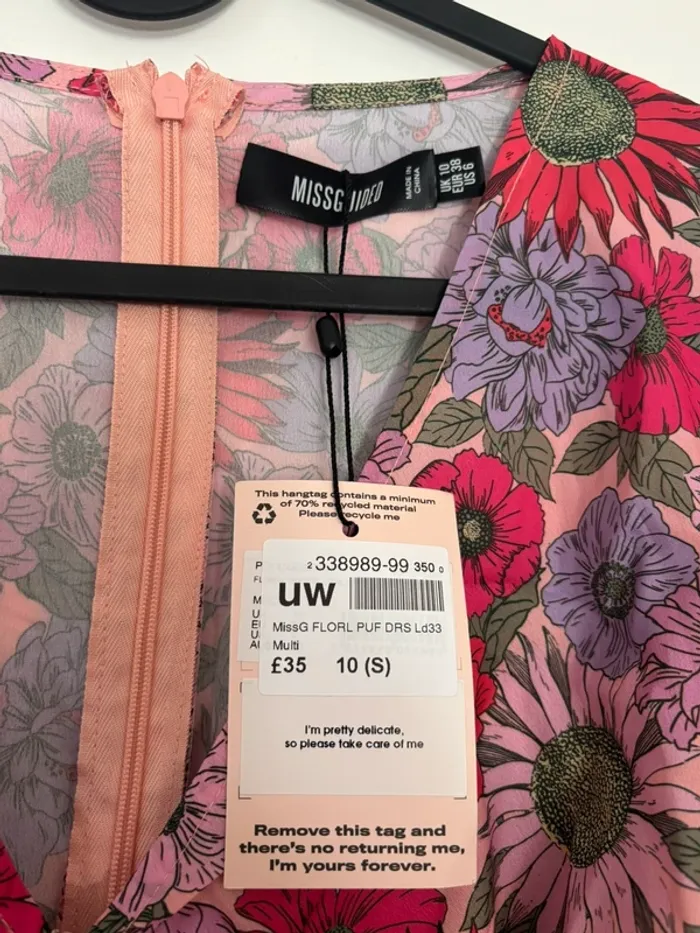 MISSGUIDED
MADE IN
CHINA
UK 10
EUR 38
US 6
This hangtag contains a minimum
of 70% recycled material
Please recycle me
2 338989-99 350 0
UW
MissG FLORL PUF DRS Ld33
Multi
£35 10 (S)
I'm pretty delicate,
so please take care of me
Remove this tag and
there's no returning me,
I'm yours forever.